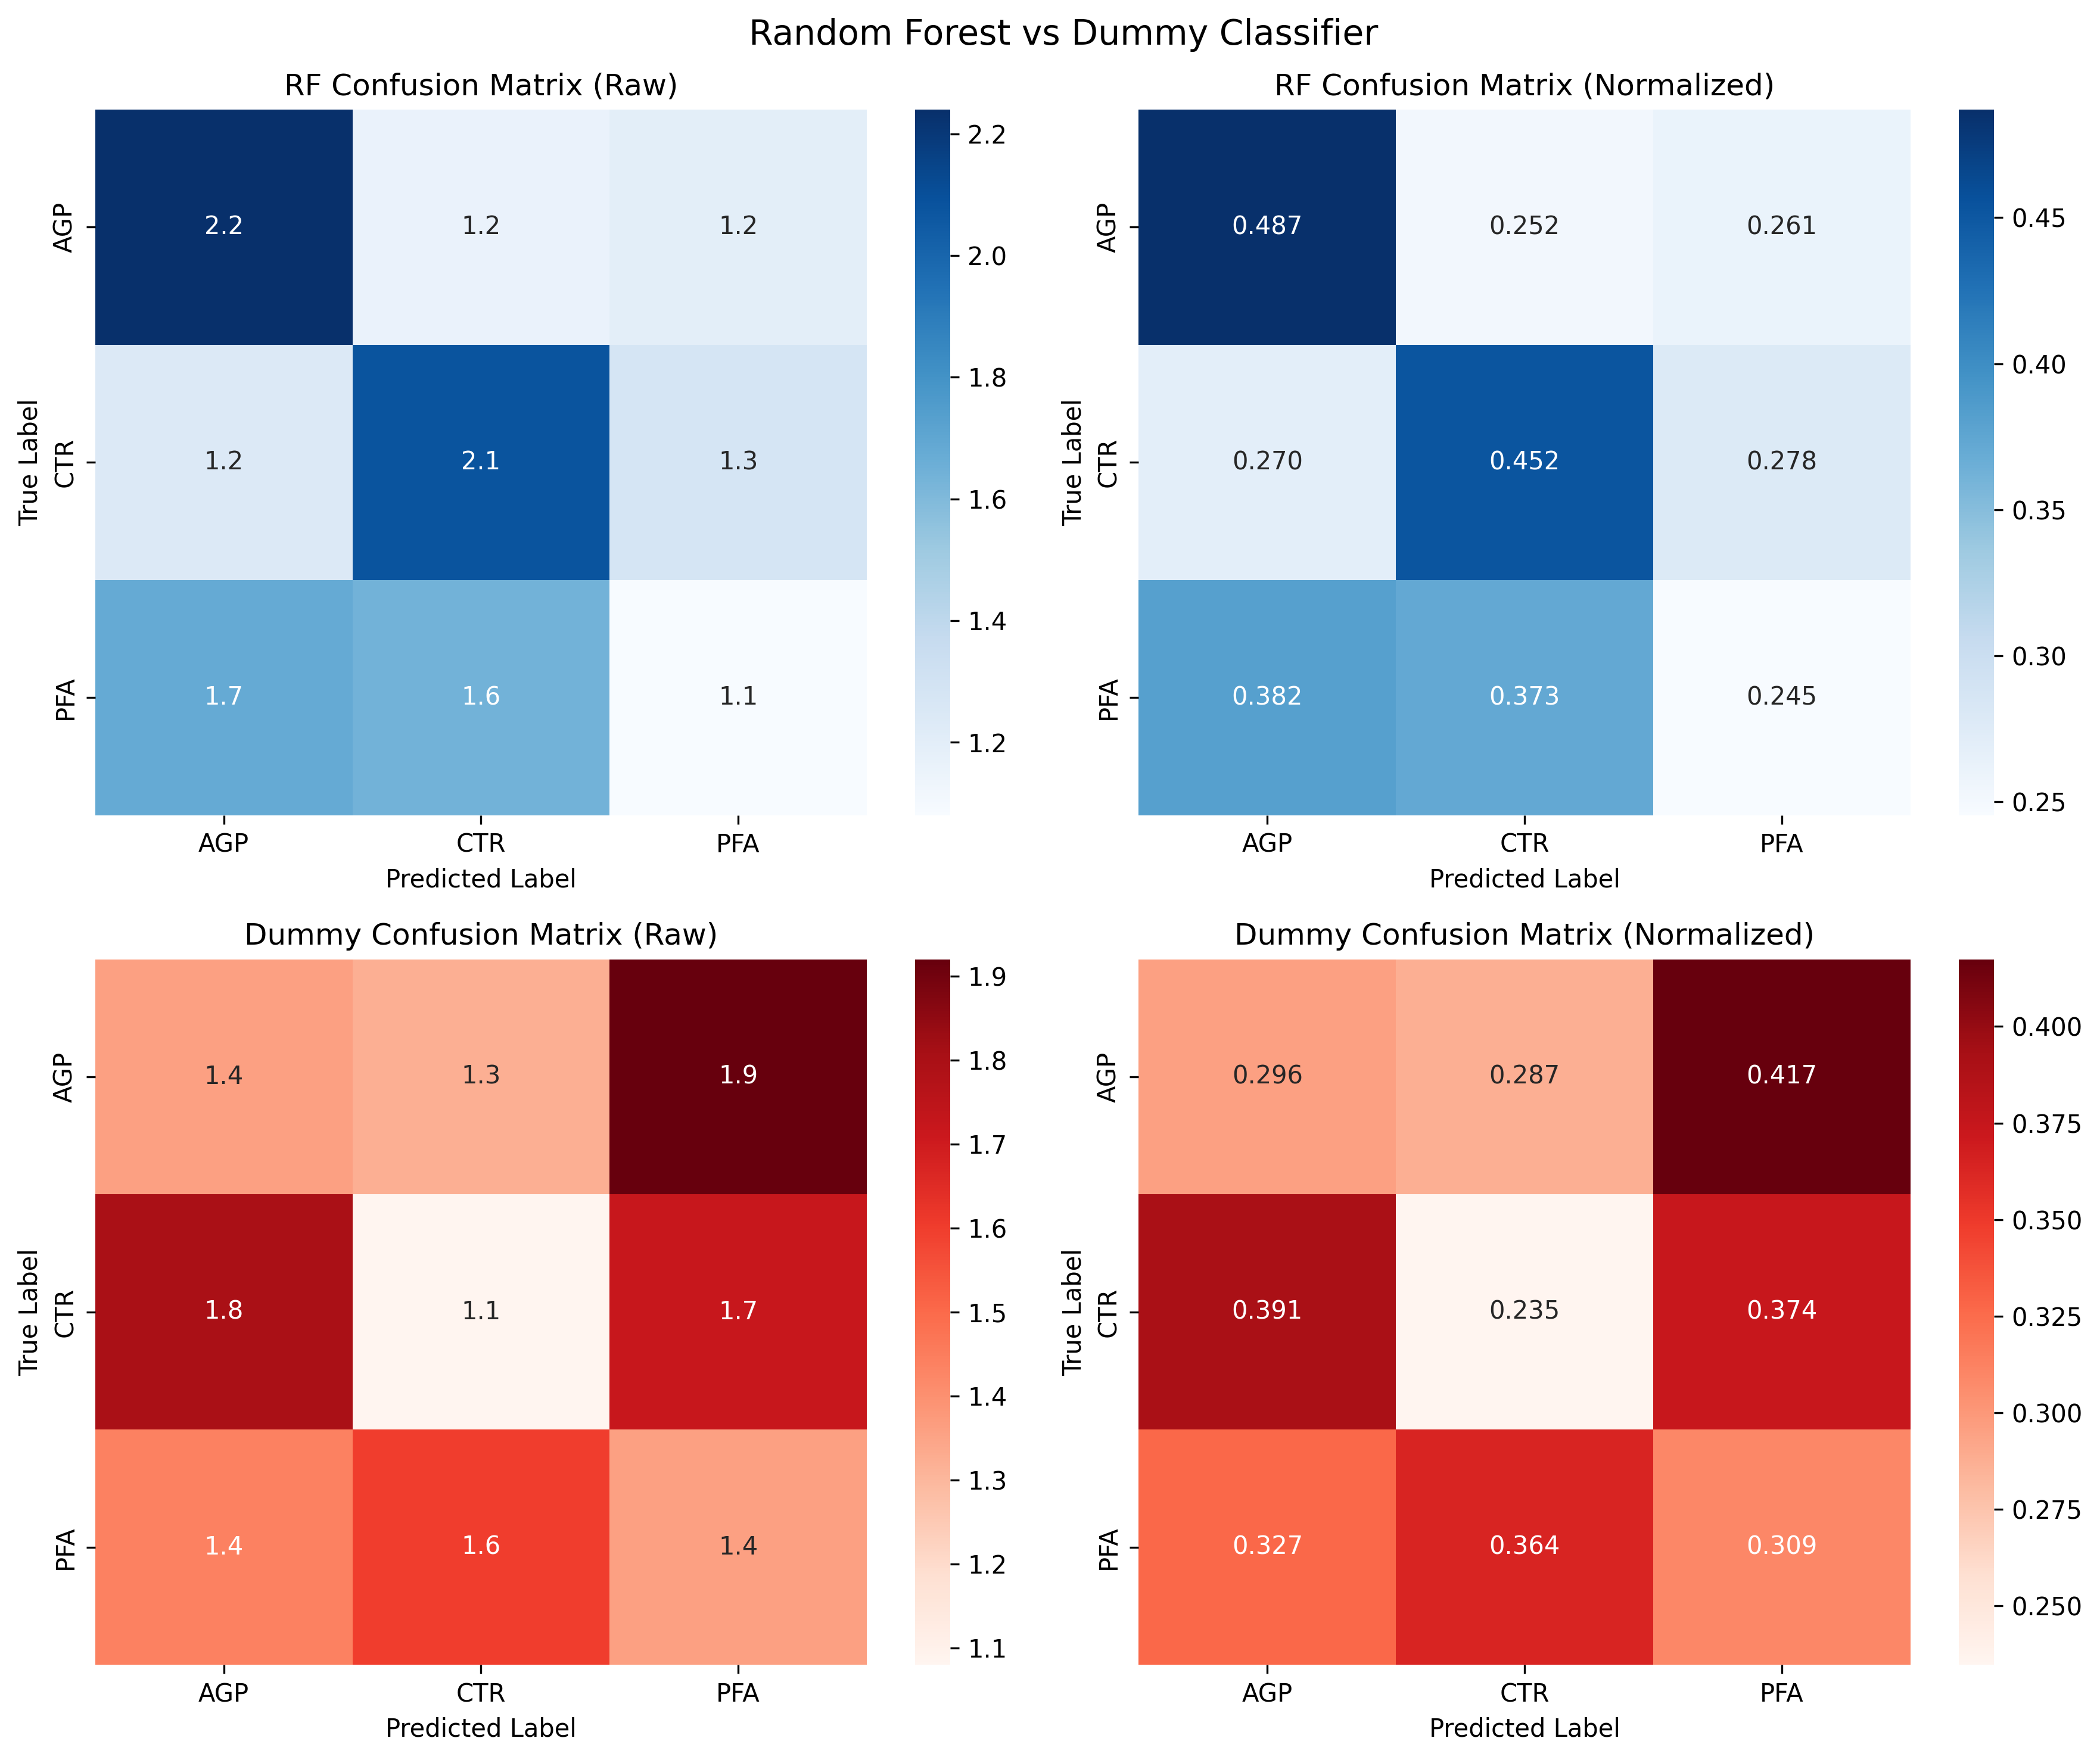 Random Forest vs Dummy Classifier
RF Confusion Matrix (Raw)
True Label
AGP
CTR
PFA
2.2 1.2 1.2
1.2 2.1 1.3
1.7 1.6 1.1
AGP CTR PFA
Predicted Label
2.2
2.0
1.8
1.6
1.4
1.2
RF Confusion Matrix (Normalized)
True Label
AGP
CTR
PFA
0.487 0.252 0.261
0.270 0.452 0.278
0.382 0.373 0.245
AGP CTR PFA
Predicted Label
0.45
0.40
0.35
0.30
0.25
Dummy Confusion Matrix (Raw)
True Label
AGP
CTR
PFA
1.4 1.3 1.9
1.8 1.1 1.7
1.4 1.6 1.4
AGP CTR PFA
Predicted Label
1.9
1.8
1.7
1.6
1.5
1.4
1.3
1.2
1.1
Dummy Confusion Matrix (Normalized)
True Label
AGP
CTR
PFA
0.296 0.287 0.417
0.391 0.235 0.374
0.327 0.364 0.309
AGP CTR PFA
Predicted Label
0.400
0.375
0.350
0.325
0.300
0.275
0.250